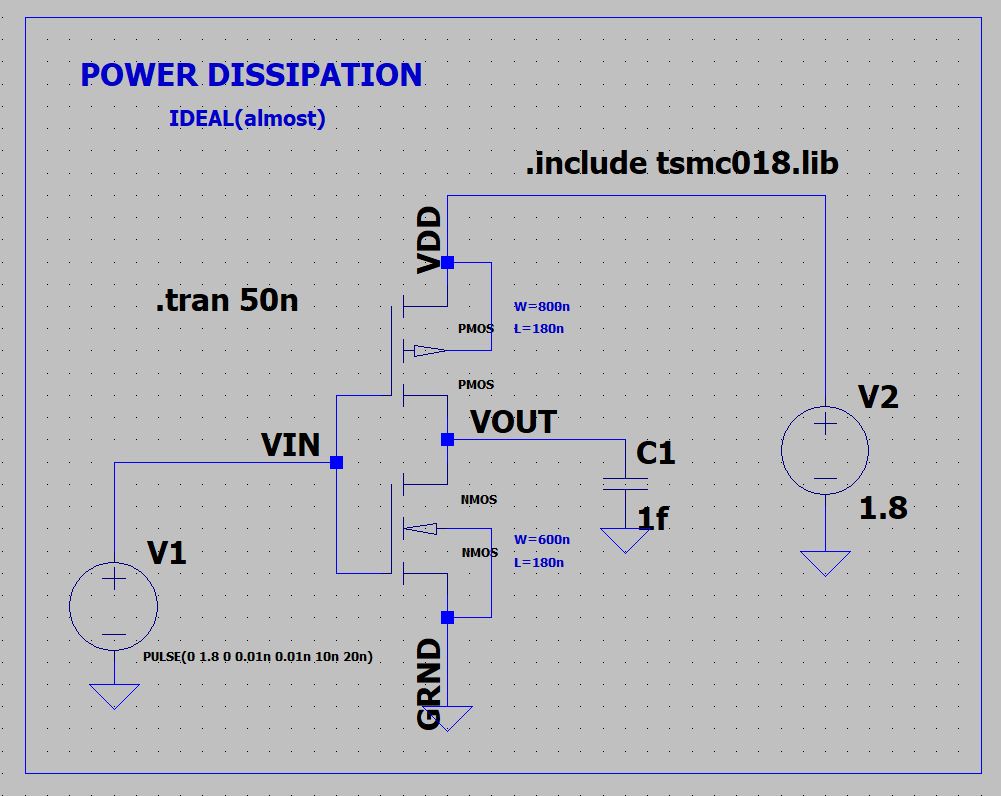 POWER DISSIPATION
IDEAL(almost)
.include tsmc018.lib
VDD
.tran 50n
W=800n
PMOS
L=180n
PMOS
V2
VOUT
VIN
C1
NMOS
1f
1.8
W=600n
V1
NMOS
L=180n
PULSE(0 1.8 0 0.01n 0.01n 10n 20n)
GRND